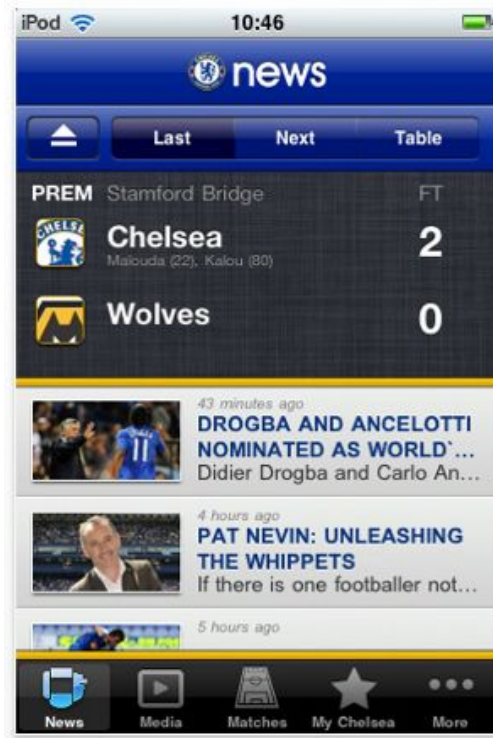 iPod 10:46
news
Last Next Table
PREM Stamford Bridge FT
Chelsea 2
Malouda (22), Kalou (80)
Wolves 0
43 minutes ago
DROGBA AND ANCELOTTI
NOMINATED AS WORLD`...
Didier Drogba and Carlo An...
4 hours ago
PAT NEVIN: UNLEASHING
THE WHIPPETS
If there is one footballer not...
5 hours ago
News Media Matches My Chelsea More